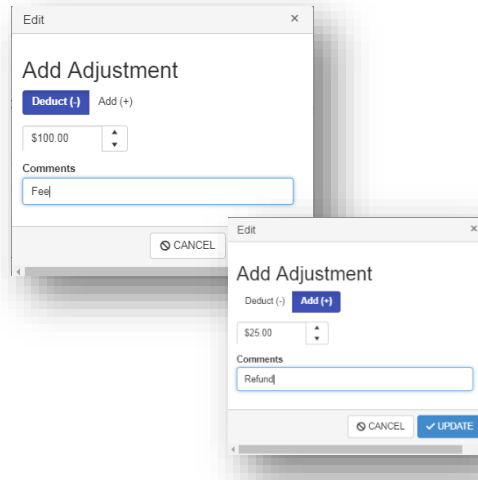 Edit ×
Add Adjustment
Deduct (-) Add (+)
$100.00
Comments
Fee
CANCEL
Edit ×
Add Adjustment
Deduct (-) Add (+)
$25.00
Comments
Refund
CANCEL UPDATE